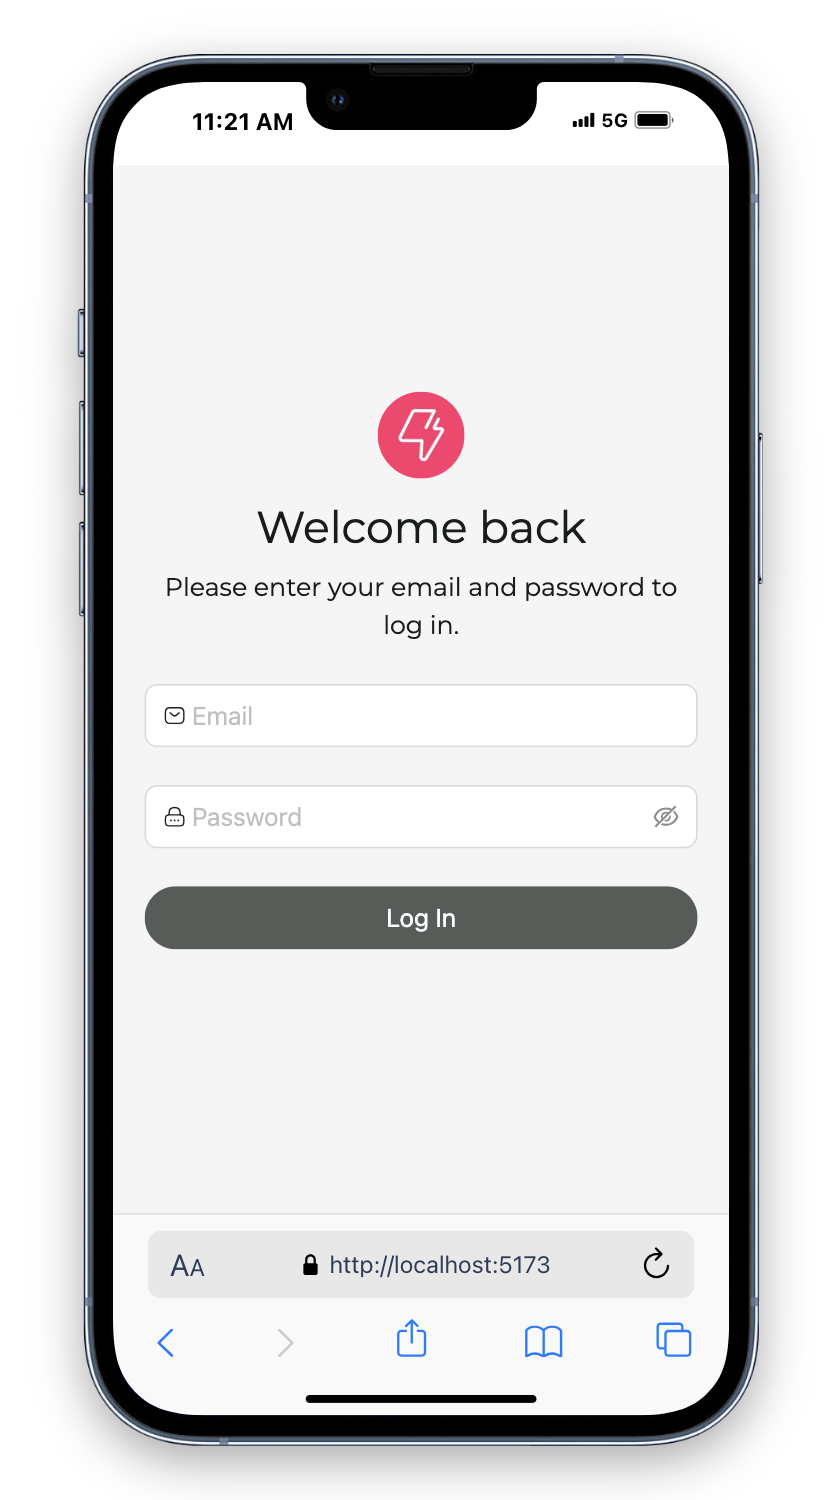 11:21 AM
5G
Welcome back
Please enter your email and password to
log in.
Email
Password
Log In
AA
http://localhost:5173